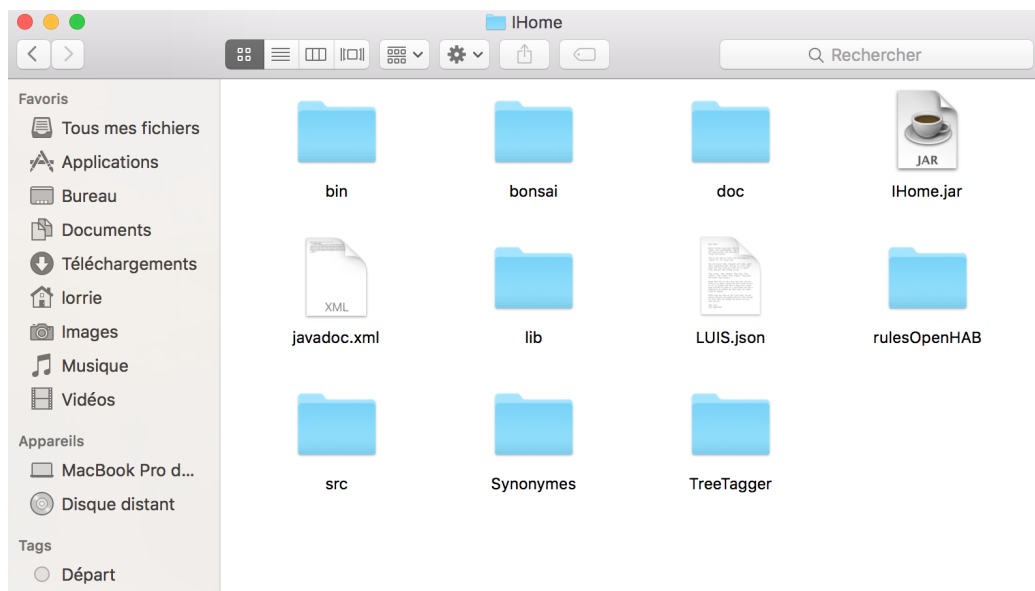 IHome
Rechercher
Favoris
Tous mes fichiers
Applications
Bureau
Documents
Téléchargements
lorrie
Images
Musique
Vidéos
Appareils
MacBook Pro d...
Disque distant
Tags
Départ
bin
bonsai
doc
JAR
IHome.jar
XML
javadoc.xml
lib
LUIS.json
rulesOpenHAB
src
Synonymes
TreeTagger